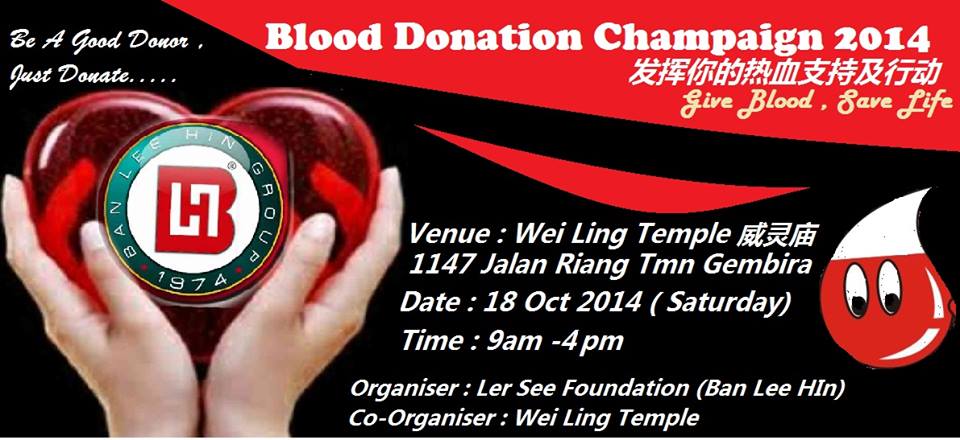 Be A Good Donor ,
Just Donate.....
Blood Donation Champaign 2014
发挥你的热血支持及行动
Give Blood , Save Life
BAN LEE HIN GROUP
LHB
®
• 1974 •
Venue : Wei Ling Temple 威灵庙
1147 Jalan Riang Tmn Gembira
Date : 18 Oct 2014 ( Saturday)
Time : 9am -4pm
Organiser : Ler See Foundation (Ban Lee HIn)
Co-Organiser : Wei Ling Temple